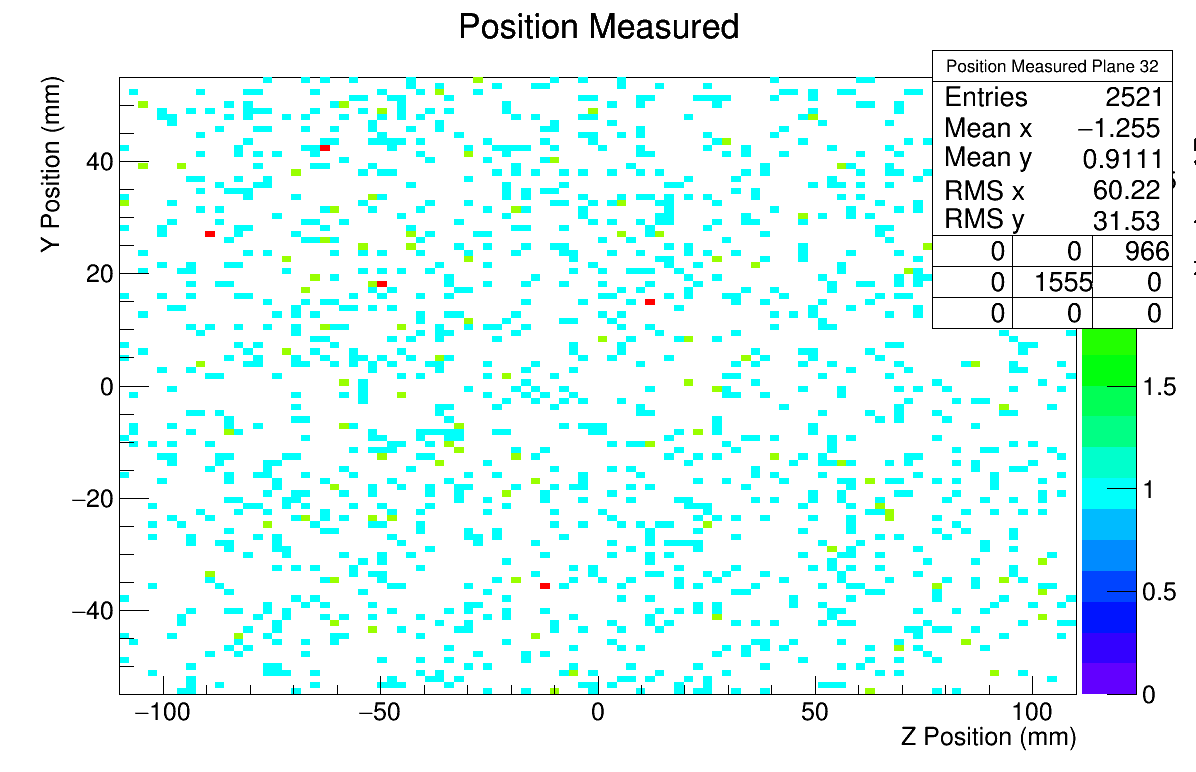 Position Measured
Y Position (mm)
Position Measured Plane 32
Entries 2521
Mean x −1.255
Mean y 0.9111
RMS x 60.22
RMS y 31.53
0 0 966
0 1555 0
0 0 0
40
20
0
−20
−40
1.5
1
0.5
0
−100 −50 0 50 100
Z Position (mm)